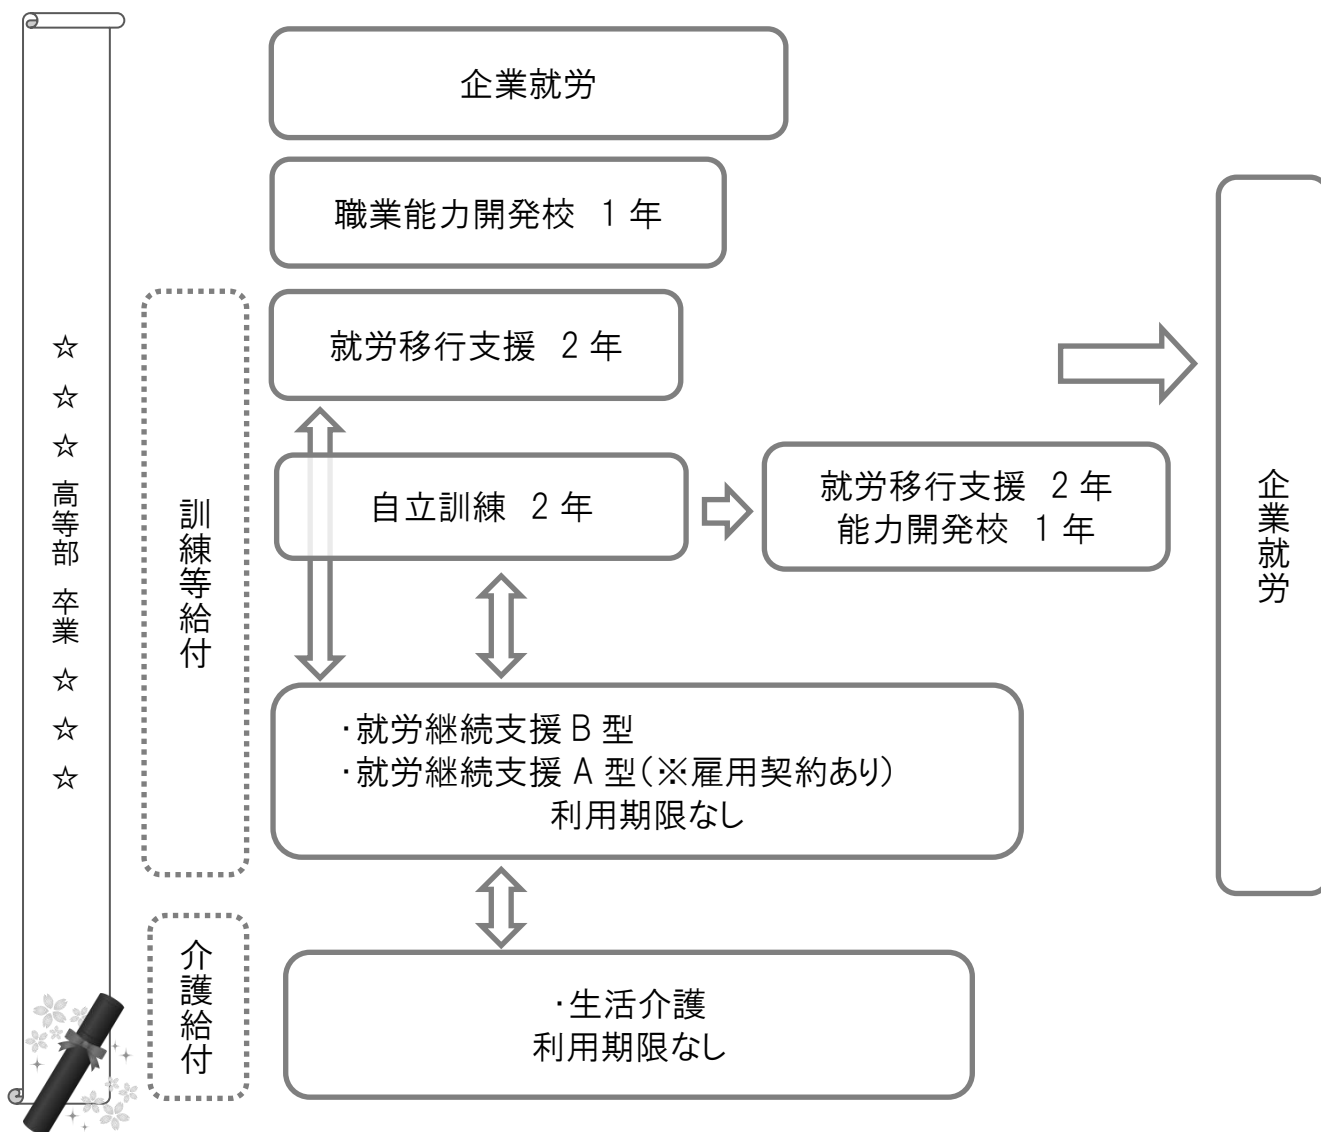 ☆☆☆高等部 卒業☆☆☆
企業就労
職業能力開発校 1年
訓練等給付
就労移行支援 2年
自立訓練 2年
就労移行支援 2年
能力開発校 1年
・就労継続支援B型
・就労継続支援A型(※雇用契約あり)
利用期限なし
介護給付
・生活介護
利用期限なし
企業就労